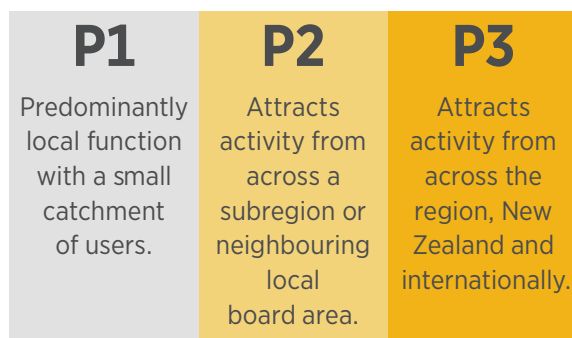 P1
Predominantly
local function
with a small
catchment
of users.
P2
Attracts
activity from
across a
subregion or
neighbouring
local
board area.
P3
Attracts
activity from
across the
region, New
Zealand and
internationally.